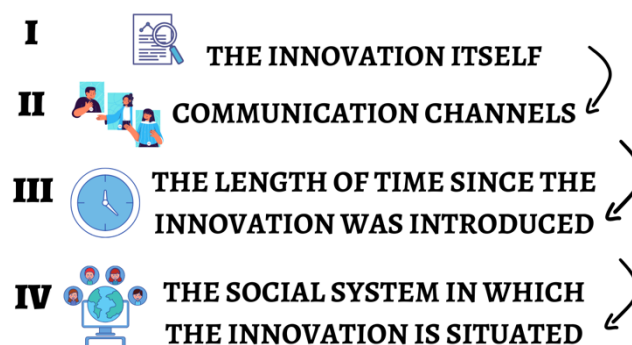 I
THE INNOVATION ITSELF
II
COMMUNICATION CHANNELS
III
THE LENGTH OF TIME SINCE THE
INNOVATION WAS INTRODUCED
IV
THE SOCIAL SYSTEM IN WHICH
THE INNOVATION IS SITUATED